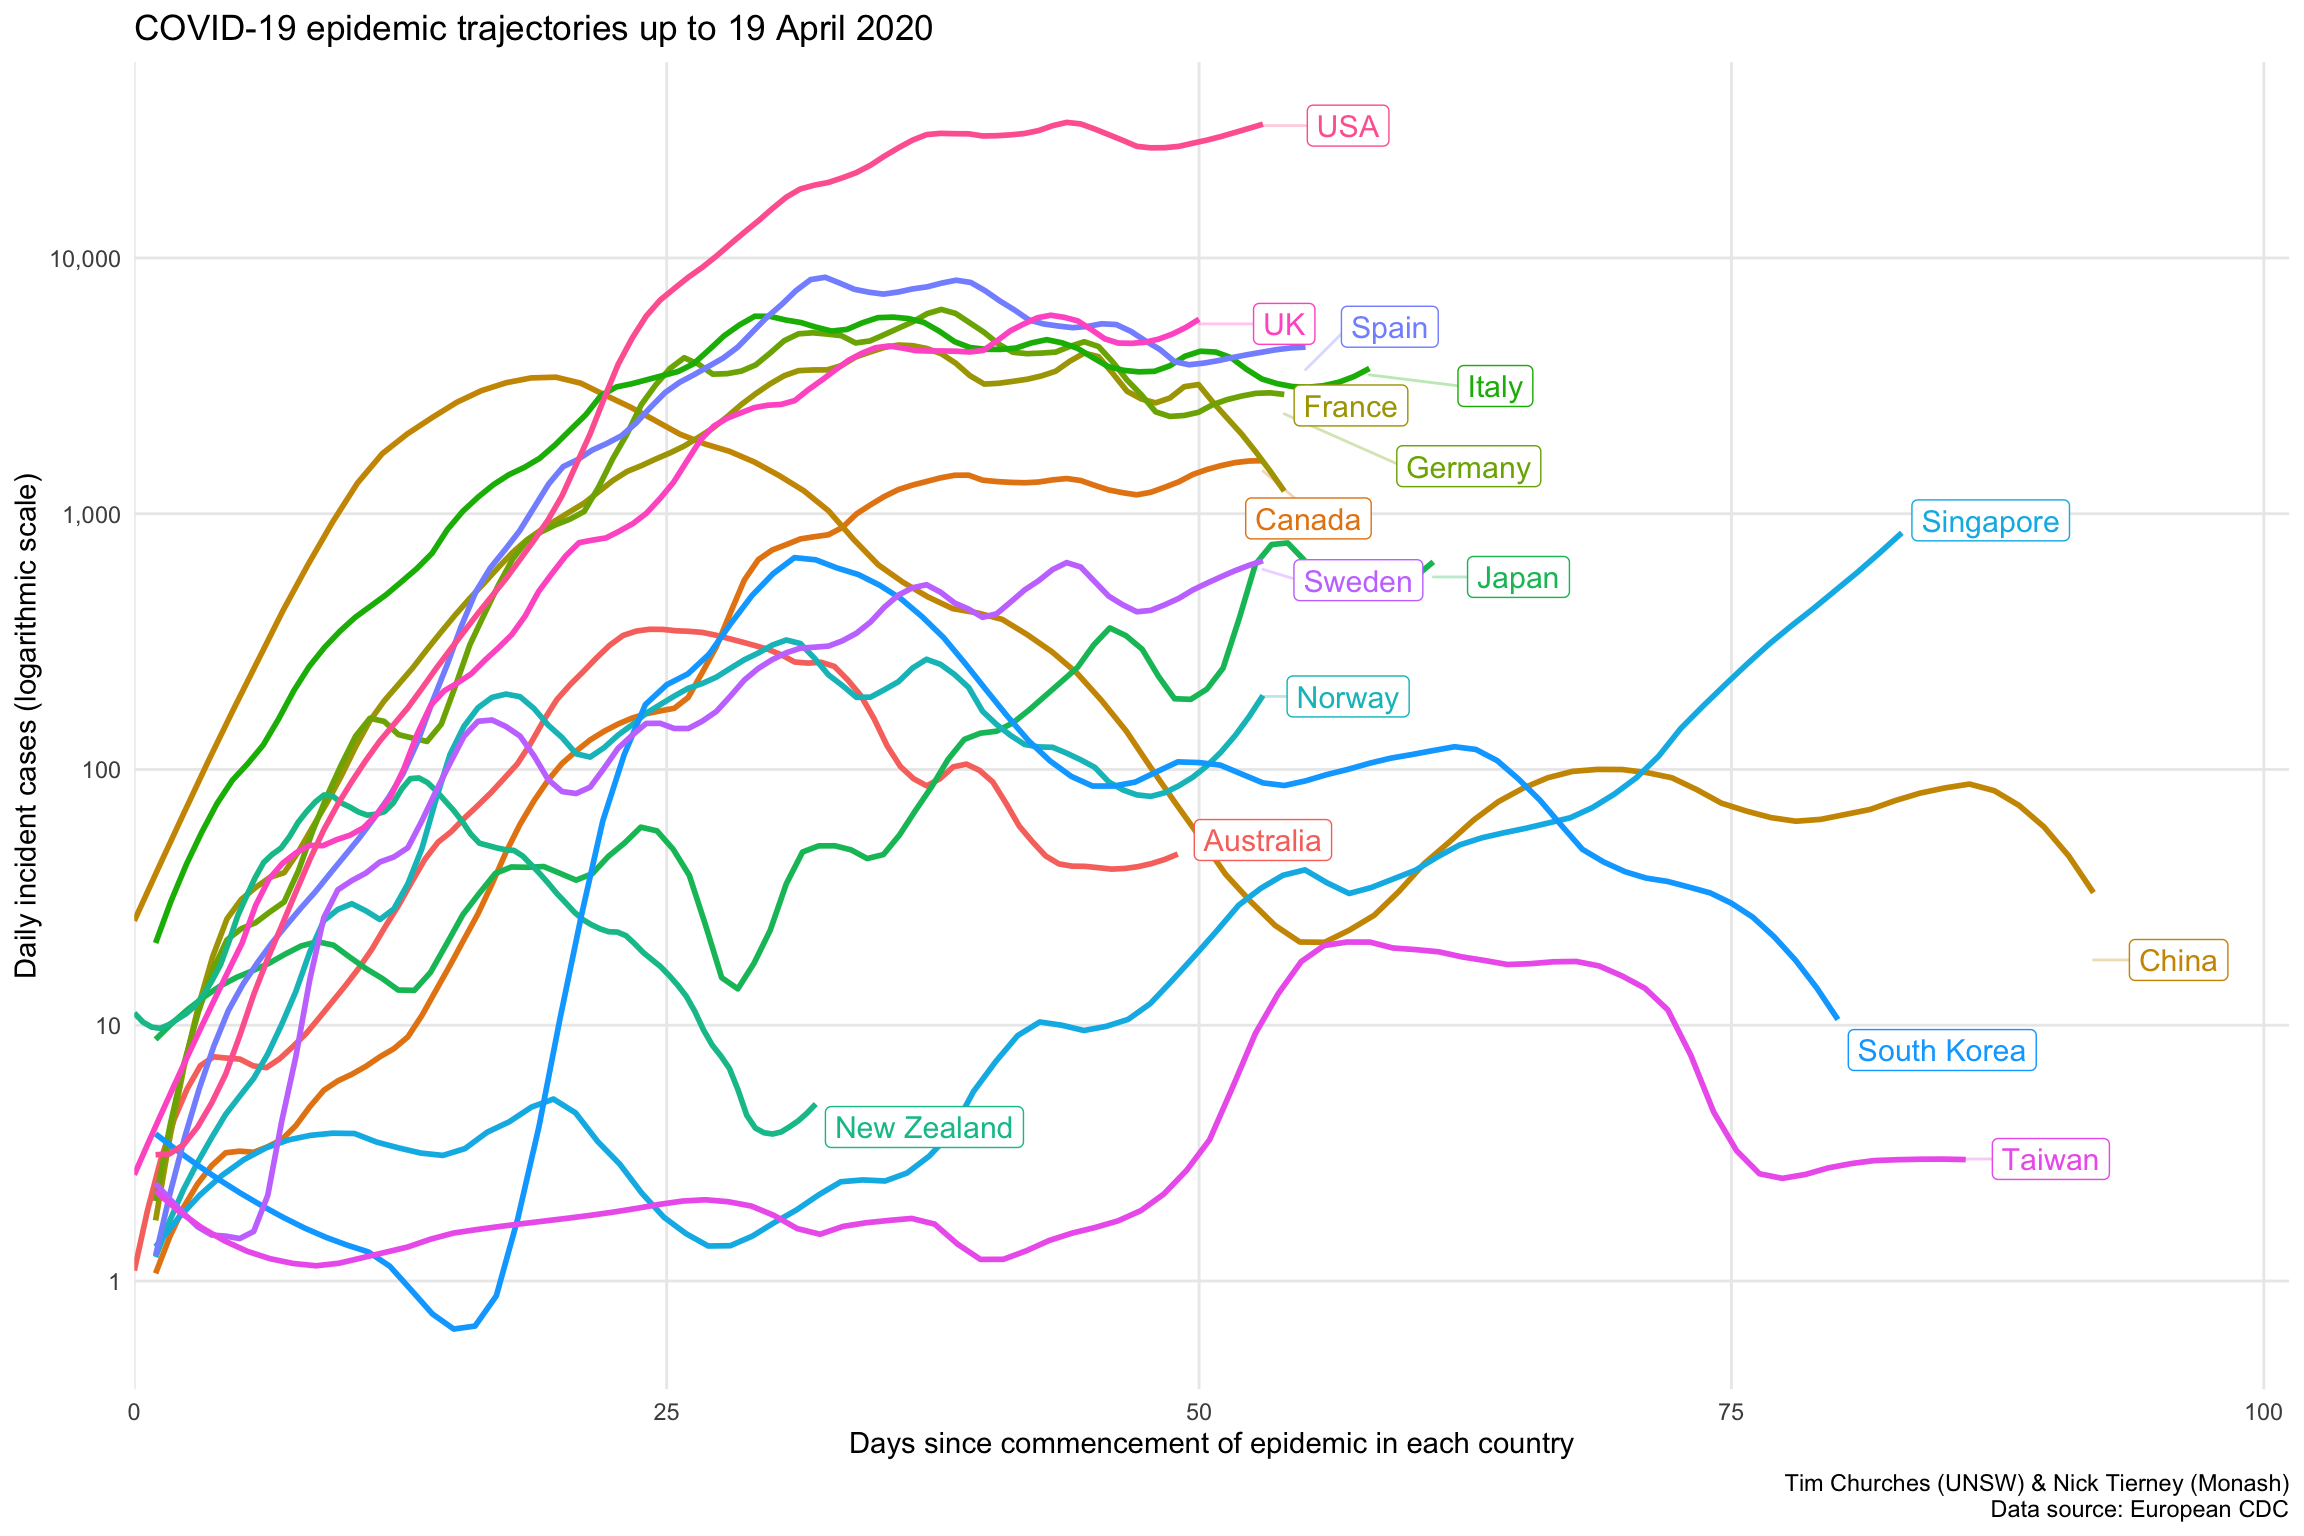 COVID-19 epidemic trajectories up to 19 April 2020
Daily incident cases (logarithmic scale)
10,000
1,000
100
10
1
USA
UK
Spain
Italy
France
Germany
Canada
Singapore
Sweden
Japan
Norway
Australia
China
South Korea
New Zealand
Taiwan
0
25
50
75
100
Days since commencement of epidemic in each country
Tim Churches (UNSW) & Nick Tierney (Monash)
Data source: European CDC